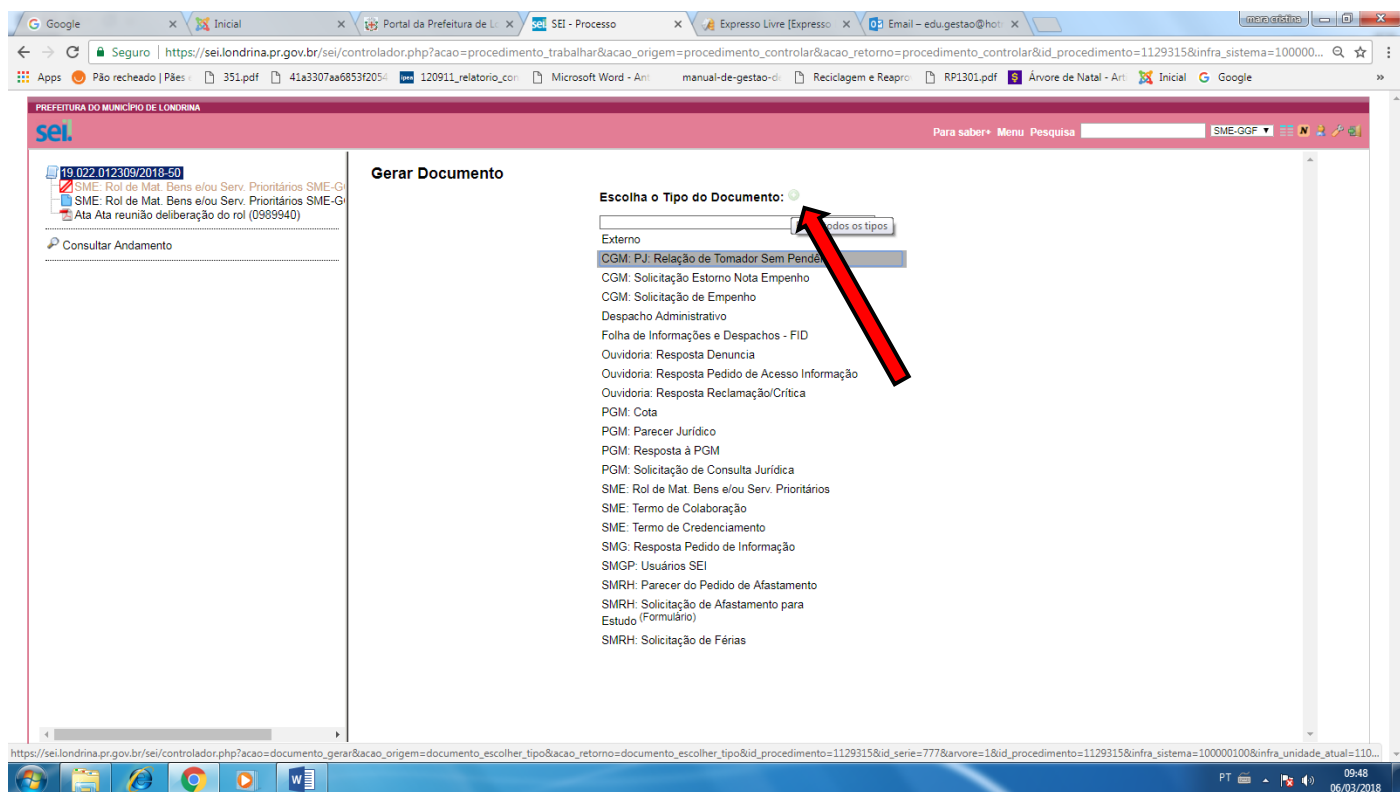 Google
Inicial
Portal da Prefeitura de Lo
SEI - Processo
Expresso Livre [Expresso
Email – edu.gestao@hot
mara cristina
Seguro | https://sei.londrina.pr.gov.br/sei/controlador.php?acao=procedimento_trabalhar&acao_origem=procedimento_controlar&acao_retorno=procedimento_controlar&id_procedimento=1129315&infra_sistema=100000...
Apps Pão recheado | Pães 351.pdf 41a3307aa6853f2054 120911_relatorio_con Microsoft Word - Ant manual-de-gestao-d Reciclagem e Reapro RP1301.pdf Árvore de Natal - Art Inicial Google »
PREFEITURA DO MUNICÍPIO DE LONDRINA
sei.
Para saber+ Menu Pesquisa SME-GGF
19.022.012309/2018-50
SME: Rol de Mat. Bens e/ou Serv. Prioritários SME-G
SME: Rol de Mat. Bens e/ou Serv. Prioritários SME-G
Ata Ata reunião deliberação do rol (0989940)
Consultar Andamento
Gerar Documento
Escolha o Tipo do Documento:
odos os tipos
Externo
CGM: PJ: Relação de Tomador Sem Pendê
CGM: Solicitação Estorno Nota Empenho
CGM: Solicitação de Empenho
Despacho Administrativo
Folha de Informações e Despachos - FID
Ouvidoria: Resposta Denuncia
Ouvidoria: Resposta Pedido de Acesso Informação
Ouvidoria: Resposta Reclamação/Crítica
PGM: Cota
PGM: Parecer Jurídico
PGM: Resposta à PGM
PGM: Solicitação de Consulta Jurídica
SME: Rol de Mat. Bens e/ou Serv. Prioritários
SME: Termo de Colaboração
SME: Termo de Credenciamento
SMG: Resposta Pedido de Informação
SMGP: Usuários SEI
SMRH: Parecer do Pedido de Afastamento
SMRH: Solicitação de Afastamento para
Estudo (Formulário)
SMRH: Solicitação de Férias
https://sei.londrina.pr.gov.br/sei/controlador.php?acao=documento_gerar&acao_origem=documento_escolher_tipo&acao_retorno=documento_escolher_tipo&id_procedimento=1129315&id_serie=777&arvore=1&id_procedimento=1129315&infra_sistema=100000100&infra_unidade_atual=110...
PT
09:48
06/03/2018